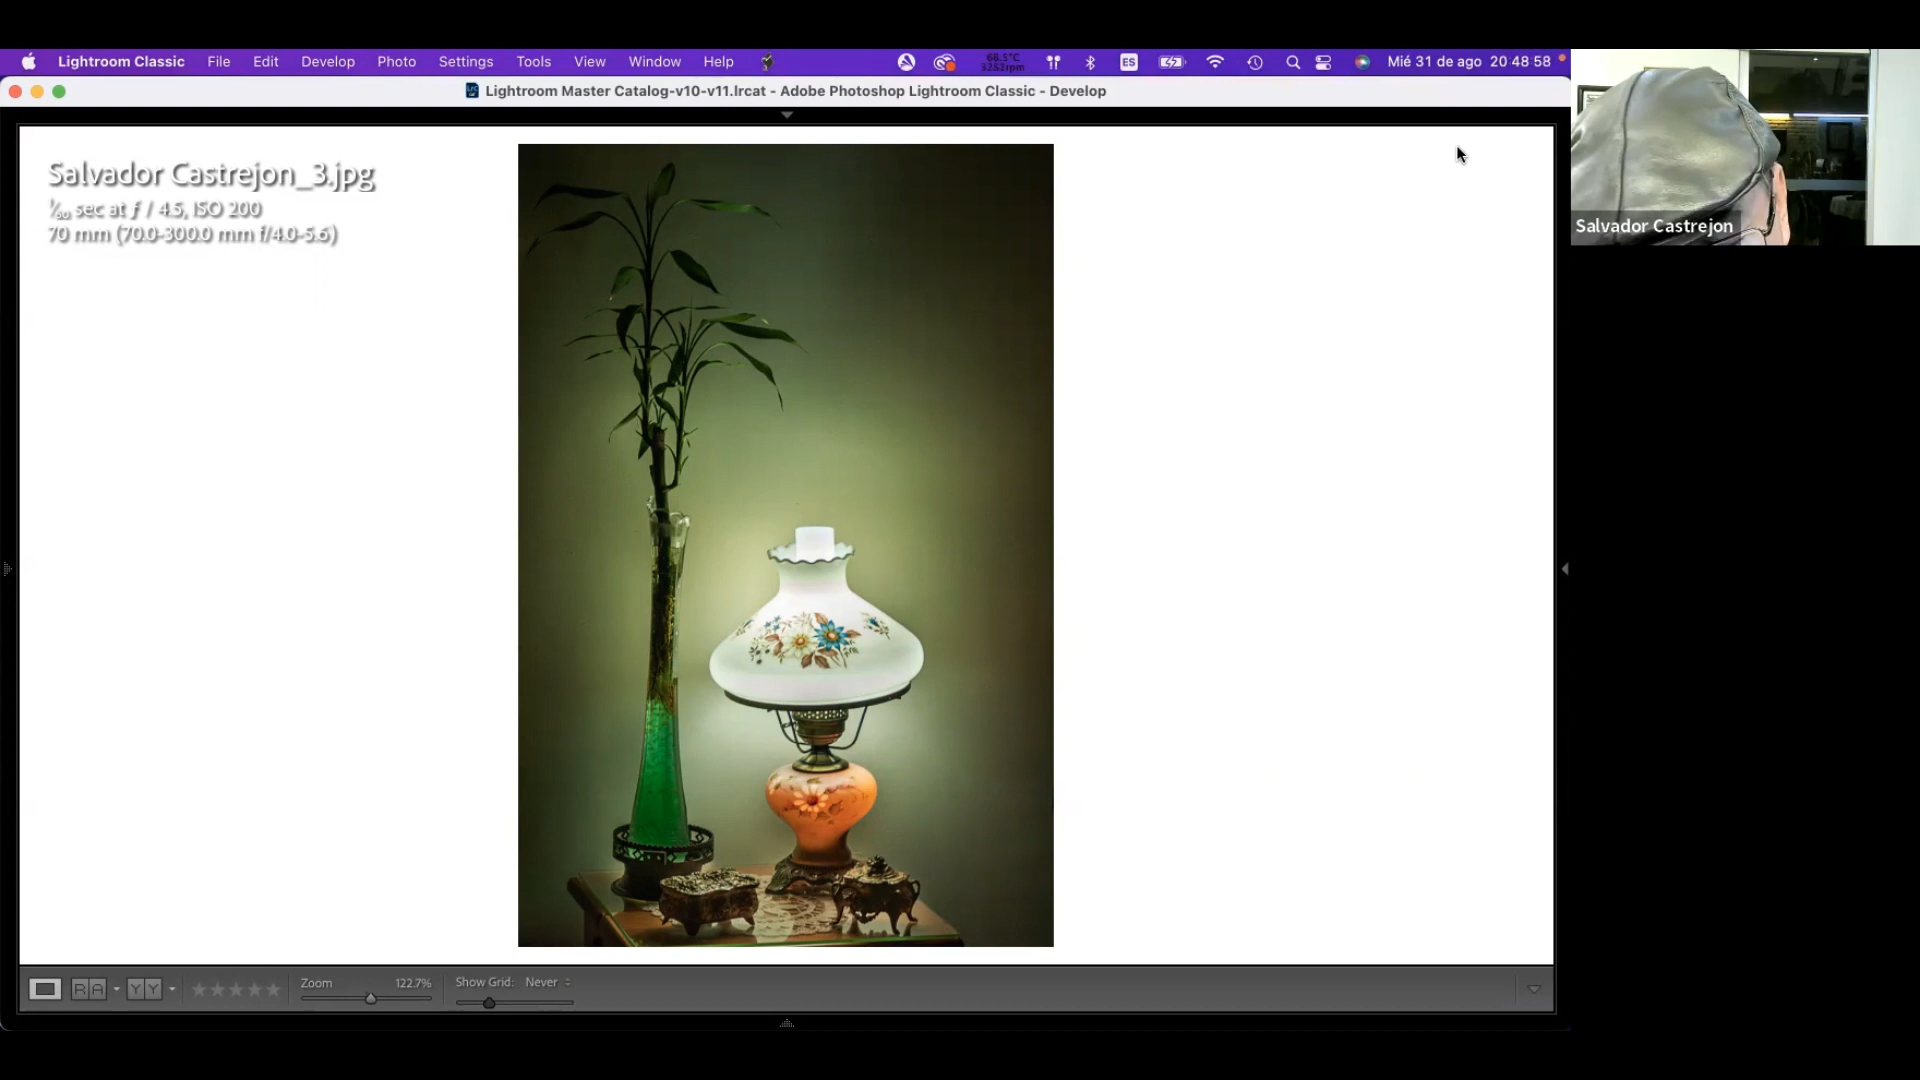 Lightroom Classic File Edit Develop Photo Settings Tools View Window Help ES Mié 31 de ago 20:48:58
Lightroom Master Catalog-v10-v11.lrcat - Adobe Photoshop Lightroom Classic - Develop
Salvador Castrejon_3.jpg
1/60 sec at ƒ / 4.5, ISO 200
70 mm (70.0-300.0 mm f/4.0-5.6)
Salvador Castrejon
R A Y Y Zoom 122.7% Show Grid: Never